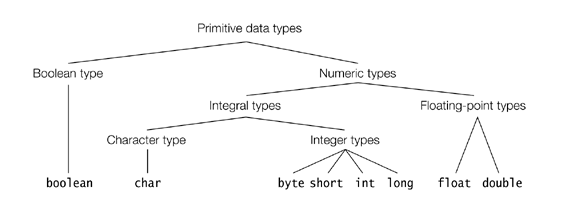 Primitive data types
Boolean type Numeric types
Integral types Floating-point types
Character type Integer types
boolean char byte short int long float double